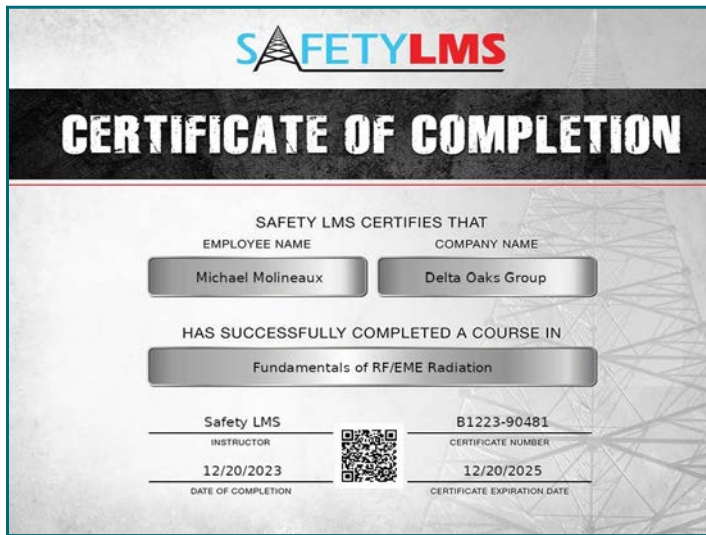 SAFETYLMS
CERTIFICATE OF COMPLETION
SAFETY LMS CERTIFIES THAT
EMPLOYEE NAME COMPANY NAME
Michael Molineaux Delta Oaks Group
HAS SUCCESSFULLY COMPLETED A COURSE IN
Fundamentals of RF/EME Radiation
Safety LMS B1223-90481
INSTRUCTOR CERTIFICATE NUMBER
12/20/2023 12/20/2025
DATE OF COMPLETION CERTIFICATE EXPIRATION DATE